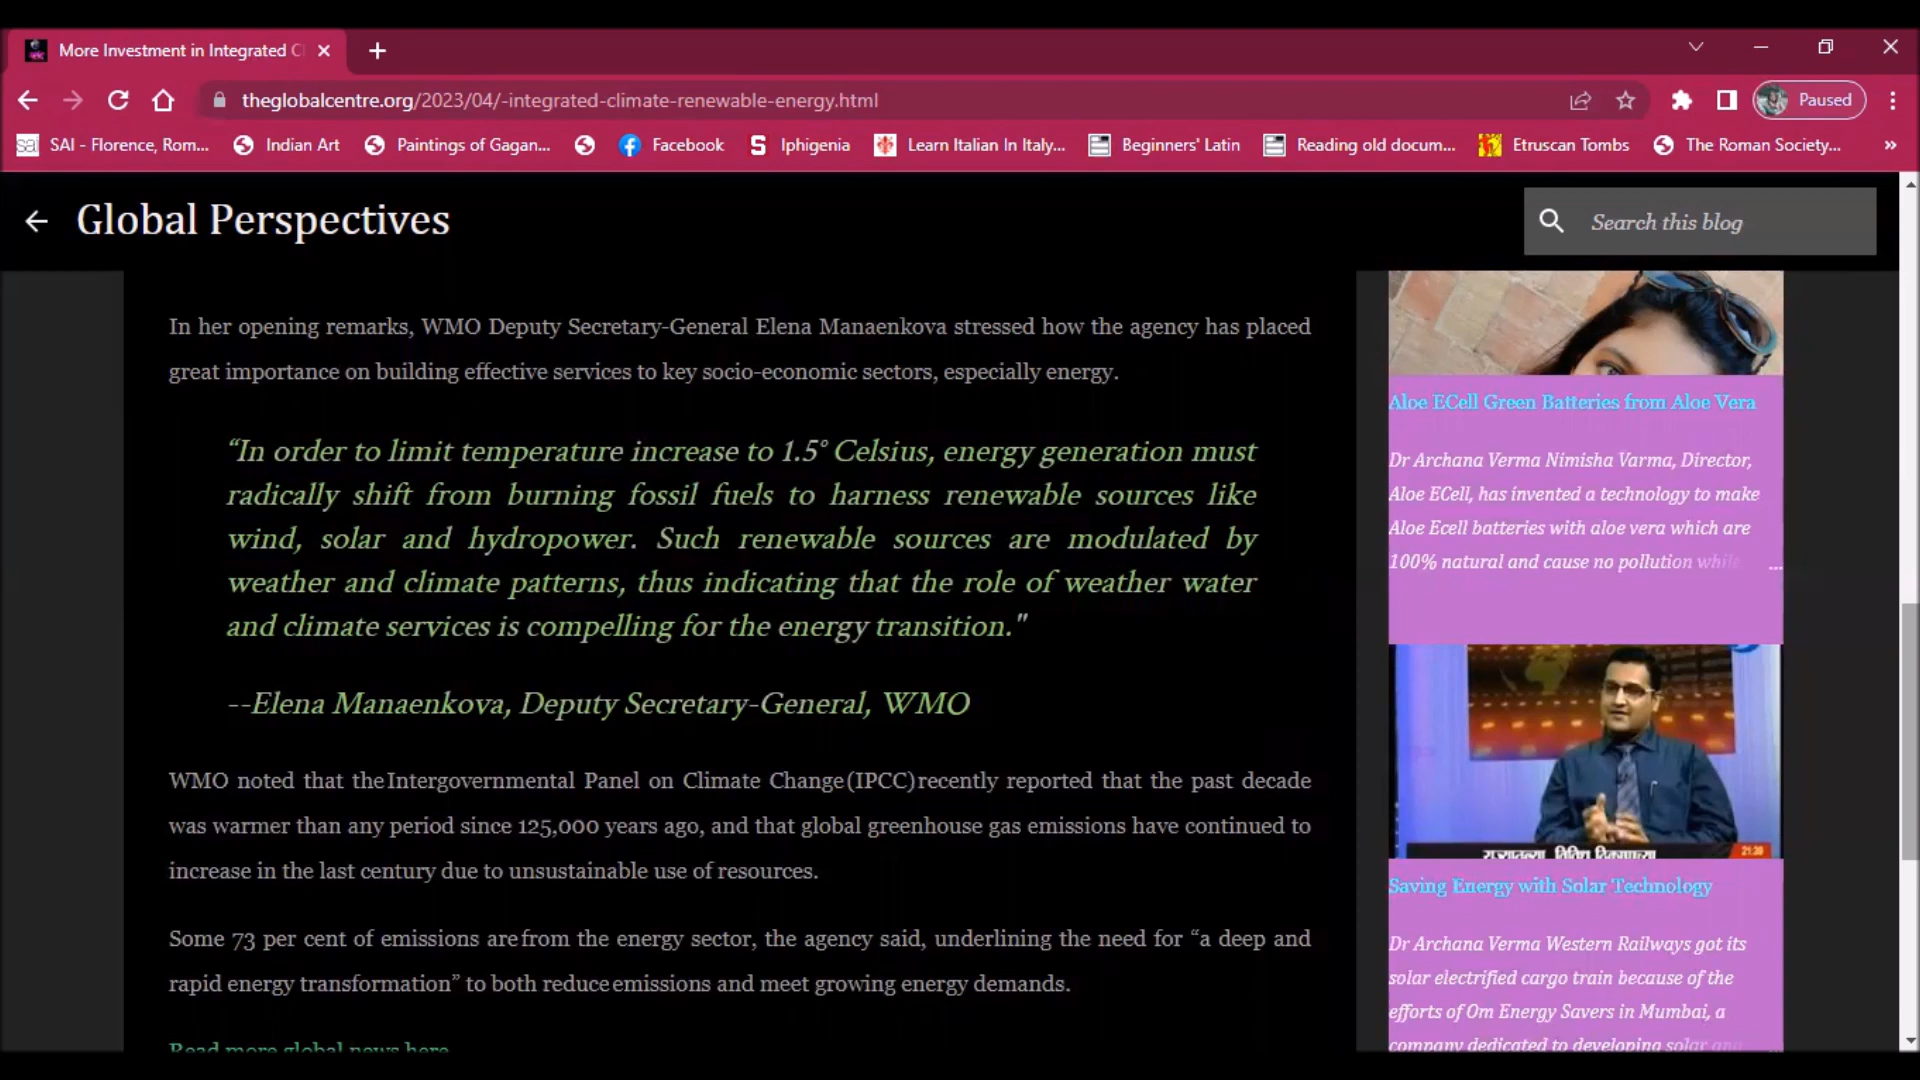 More Investment in Integrated C
theglobalcentre.org/2023/04/-integrated-climate-renewable-energy.html
Paused
SAI - Florence, Rom...
Indian Art
Paintings of Gagan...
Facebook
Iphigenia
Learn Italian In Italy...
Beginners' Latin
Reading old docum...
Etruscan Tombs
The Roman Society...
»
Global Perspectives
Search this blog
In her opening remarks, WMO Deputy Secretary-General Elena Manaenkova stressed how the agency has placed
great importance on building effective services to key socio-economic sectors, especially energy.
“In order to limit temperature increase to 1.5° Celsius, energy generation must
radically shift from burning fossil fuels to harness renewable sources like
wind, solar and hydropower. Such renewable sources are modulated by
weather and climate patterns, thus indicating that the role of weather water
and climate services is compelling for the energy transition."
--Elena Manaenkova, Deputy Secretary-General, WMO
WMO noted that the Intergovernmental Panel on Climate Change (IPCC) recently reported that the past decade
was warmer than any period since 125,000 years ago, and that global greenhouse gas emissions have continued to
increase in the last century due to unsustainable use of resources.
Some 73 per cent of emissions are from the energy sector, the agency said, underlining the need for “a deep and
rapid energy transformation” to both reduce emissions and meet growing energy demands.
Read more global news here
Aloe ECell Green Batteries from Aloe Vera
Dr Archana Verma Nimisha Varma, Director,
Aloe ECell, has invented a technology to make
Aloe Ecell batteries with aloe vera which are
100% natural and cause no pollution while ...
21:30
Saving Energy with Solar Technology
Dr Archana Verma Western Railways got its
solar electrified cargo train because of the
efforts of Om Energy Savers in Mumbai, a
company dedicated to developing solar and